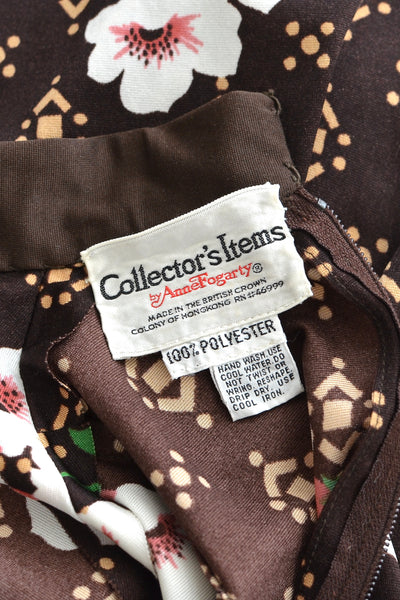 Collector's Items
by Anne Fogarty®
MADE IN THE BRITISH CROWN
COLONY OF HONGKONG RN #46999
100% POLYESTER
HAND WASH, USE
COOL WATER. DO
NOT TWIST OR
WRING. RESHAPE.
DRIP DRY. USE
COOL IRON.